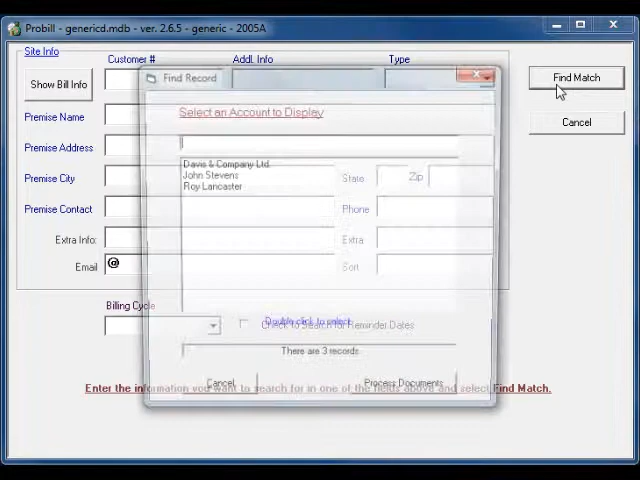 Probill - genericd.mdb - ver. 2.6.5 - generic - 2005A
Site Info
Customer #
Addl. Info
Type
Find Record
Find Match
Show Bill Info
Select an Account to Display
Premise Name
Cancel
Premise Address
Davis & Company Ltd.
John Stevens
Roy Lancaster
Premise City
State
Zip
Premise Contact
Phone
Extra Info:
Extra
Email
@
Sort
Billing Cycle
Double click to select
Check to Search for Reminder Dates
There are 3 records
Cancel
Process Documents
Enter the information you want to search for in one of the fields above and select Find Match.